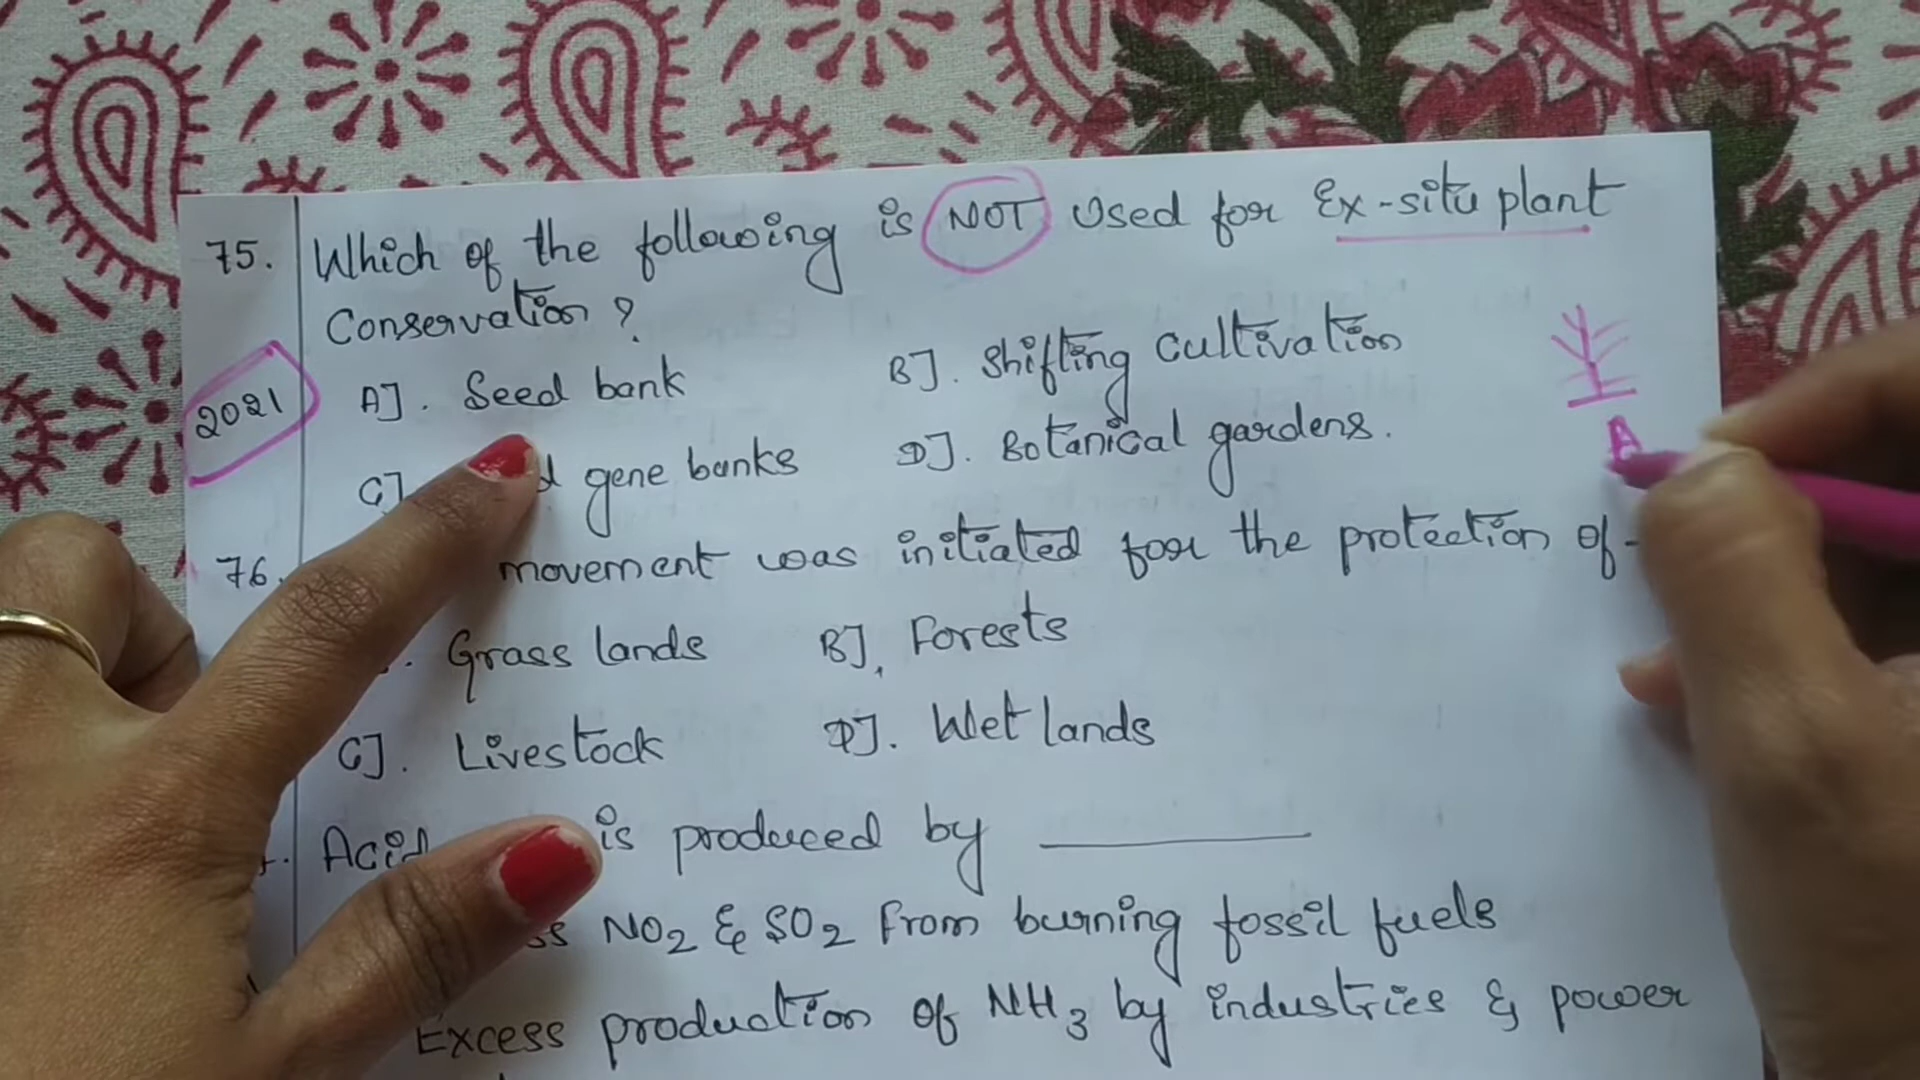 75. Which of the following is NOT used for Ex-situ plant
Conservation ?
2021
A]. Seed bank B]. Shifting cultivation
C] gene banks D]. Botanical gardens.
76. movement was initiated for the protection of-
Grass lands B]. Forests
C]. Livestock D]. Wet lands
Acid is produced by
NO2 & SO2 from burning fossil fuels
Excess production of NH3 by industries & power